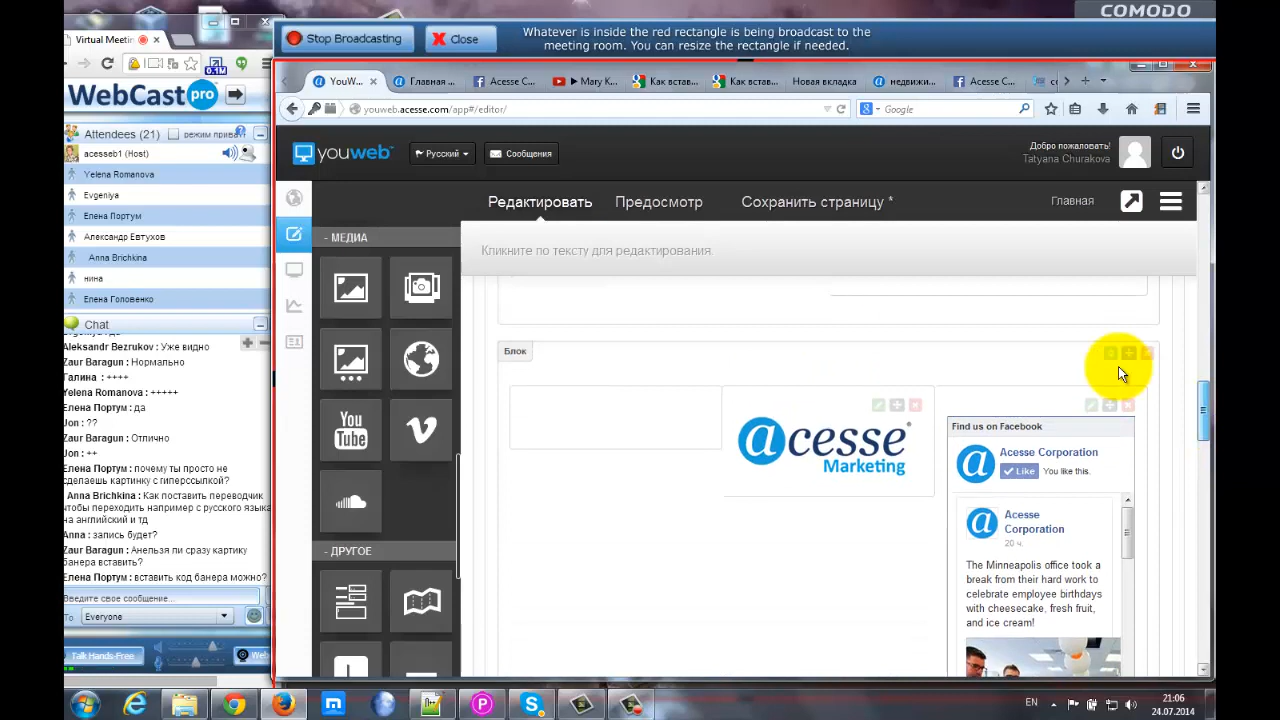 COMODO
Stop Broadcasting
Close
Whatever is inside the red rectangle is being broadcast to the
meeting room. You can resize the rectangle if needed.
Virtual Meeti
0.1M
WebCast pro
Attendees (21)
режим прива
acesseb1 (Host)
Yelena Romanova
Evgeniya
Елена Портум
Александр Евтухов
Anna Brichkina
нина
Елена Головенко
Chat
Aleksandr Bezrukov : Уже видно
Zaur Baragun : Нормально
Галина : ++++
Yelena Romanova : +++++
Елена Портум : да
Jon : ??
Zaur Baragun : Отлично
Jon : ++
Елена Портум : почему ты просто не
сделаешь картинку с гиперссылкой?
Anna Brichkina : Как поставить переводчик
чтобы переходить например с русского языка
на английский и тд
Anna : запись будет?
Zaur Baragun : Анельзя ли сразу картику
банера вставить?
Елена Портум : вставить код банера можно?
Введите свое сообщение...
To
Everyone
Talk Hands-Free
Web
YouW...
Главная ...
Acesse C...
Mary K...
Как встав...
Как встав...
Новая вкладка
недвижи...
Acesse C...
youweb.acesse.com/app#/editor/
Google
youweb
Русский
Сообщения
Добро пожаловать!
Tatyana Churakova
Редактировать
Предосмотр
Сохранить страницу *
Главная
- МЕДИА
Кликните по тексту для редактирования.
Блок
You
Tube
acesse
Marketing
Find us on Facebook
Acesse Corporation
Like
You like this.
Acesse
Corporation
20 ч.
The Minneapolis office took a
break from their hard work to
celebrate employee birthdays
with cheesecake, fresh fruit,
and ice cream!
- ДРУГОЕ
EN
21:06
24.07.2014